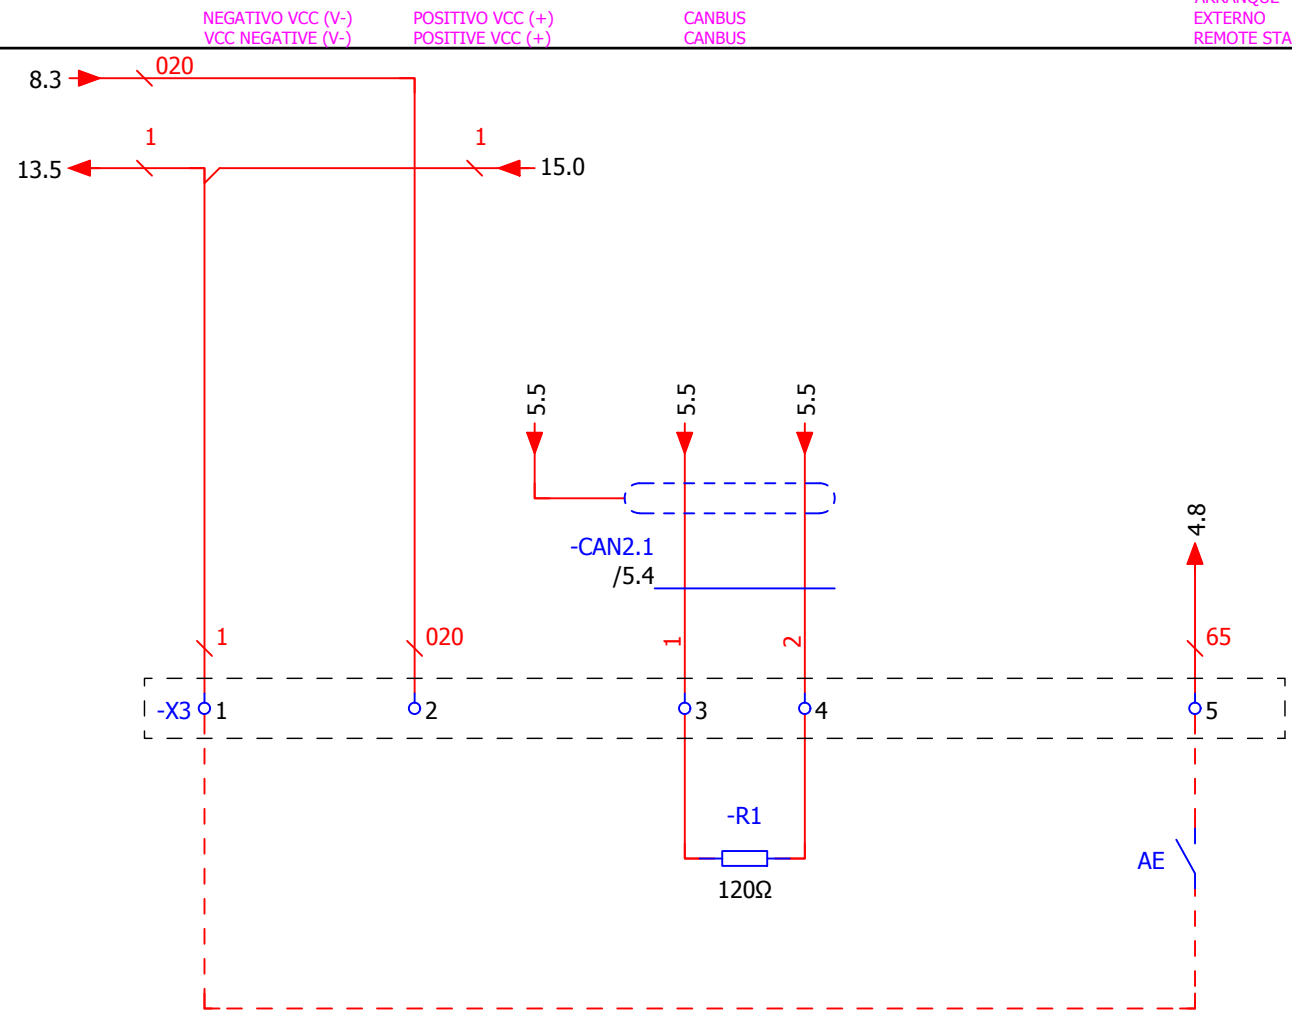 NEGATIVO VCC (V-)
VCC NEGATIVE (V-)
POSITIVO VCC (+)
POSITIVE VCC (+)
CANBUS
CANBUS
EXTERNO
REMOTE STA
8.3
020
13.5
1
1
15.0
5.5
5.5
5.5
-CAN2.1
/5.4
4.8
1
020
1
2
65
-X3
1
2
3
4
5
-R1
120Ω
AE